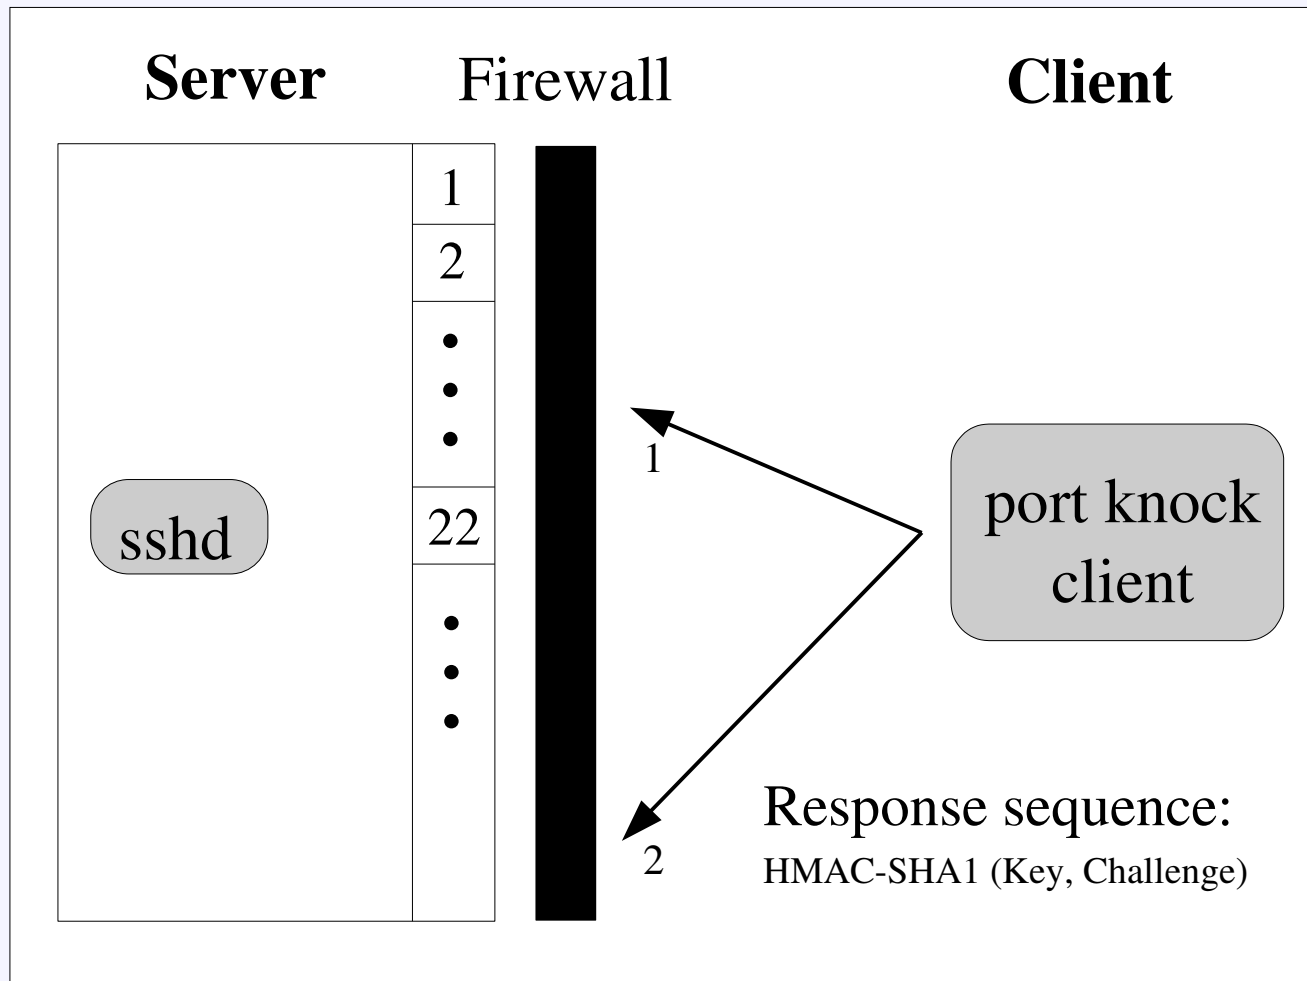 Server
Firewall
Client
1
2
22
sshd
1
2
port knock
client
Response sequence:
HMAC-SHA1 (Key, Challenge)